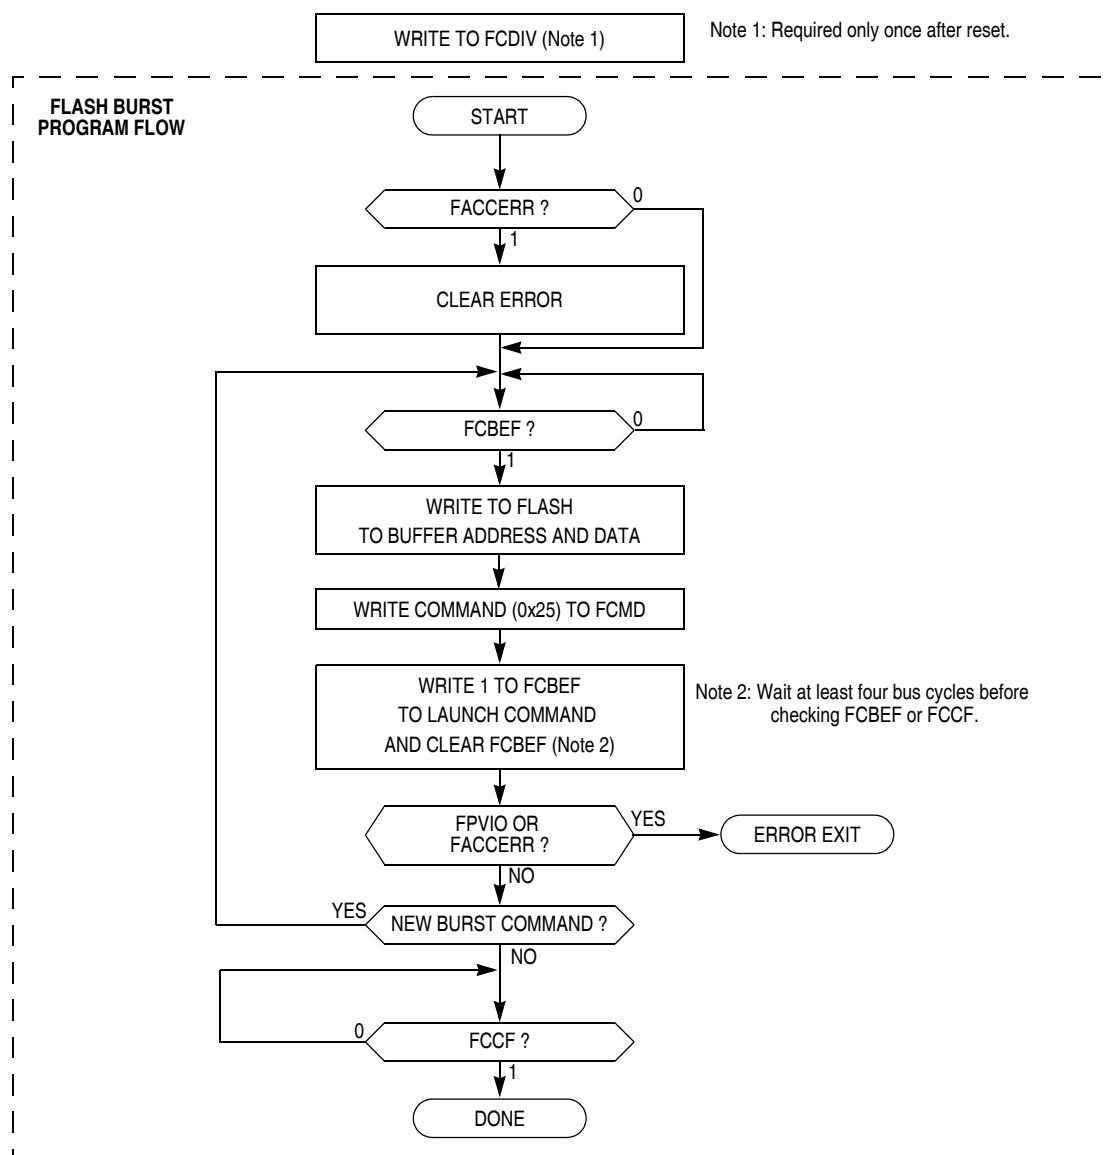 WRITE TO FCDIV (Note 1)
Note 1: Required only once after reset.
FLASH BURST
PROGRAM FLOW
START
FACCERR ?
0
1
CLEAR ERROR
FCBEF ?
0
1
WRITE TO FLASH
TO BUFFER ADDRESS AND DATA
WRITE COMMAND (0x25) TO FCMD
WRITE 1 TO FCBEF
TO LAUNCH COMMAND
AND CLEAR FCBEF (Note 2)
Note 2: Wait at least four bus cycles before
checking FCBEF or FCCF.
FPVIO OR
FACCERR ?
YES
ERROR EXIT
NO
YES
NEW BURST COMMAND ?
NO
0
FCCF ?
1
DONE